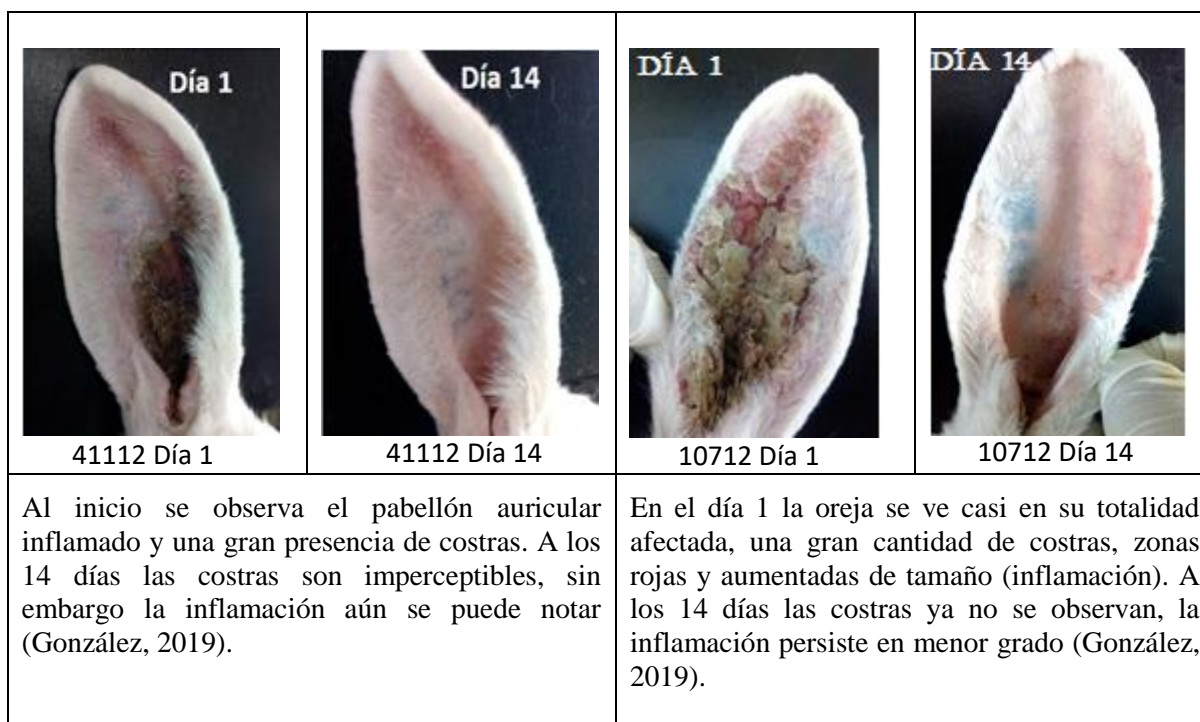 Día 1
Día 14
DÍA 1
DÍA 14
41112 Día 1
41112 Día 14
10712 Día 1
10712 Día 14
Al inicio se observa el pabellón auricular
inflamado y una gran presencia de costras. A los
14 días las costras son imperceptibles, sin
embargo la inflamación aún se puede notar
(González, 2019).
En el día 1 la oreja se ve casi en su totalidad
afectada, una gran cantidad de costras, zonas
rojas y aumentadas de tamaño (inflamación). A
los 14 días las costras ya no se observan, la
inflamación persiste en menor grado (González,
2019).